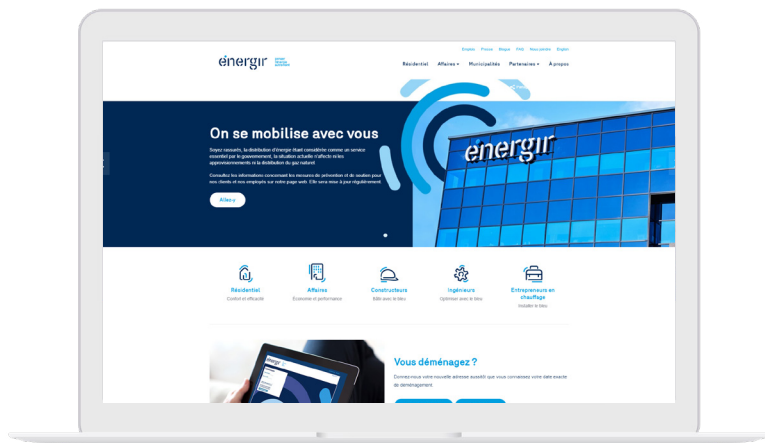 Emplois Presse Blogue FAQ Nous joindre English
énergir
Résidentiel Affaires Municipalités Partenaires À propos
On se mobilise avec vous
énergir
Soyez rassurés, la distribution d'énergie étant considérée comme un service
essentiel par le gouvernement, la situation actuelle n'affecte ni les
approvisionnements ni la distribution du gaz naturel.
Consultez les informations concernant les mesures de prévention et de soutien pour
nos clients et nos employés sur notre page web. Elle sera mise à jour régulièrement.
Allez-y
Résidentiel
Confort et efficacité
Affaires
Économie et performance
Constructeurs
Bâtir avec le bleu
Ingénieurs
Optimiser avec le bleu
Entrepreneurs en
chauffage
Installer le bleu
énergir
Vous déménagez ?
Donnez-nous votre nouvelle adresse aussitôt que vous connaissez votre date exacte
de déménagement.